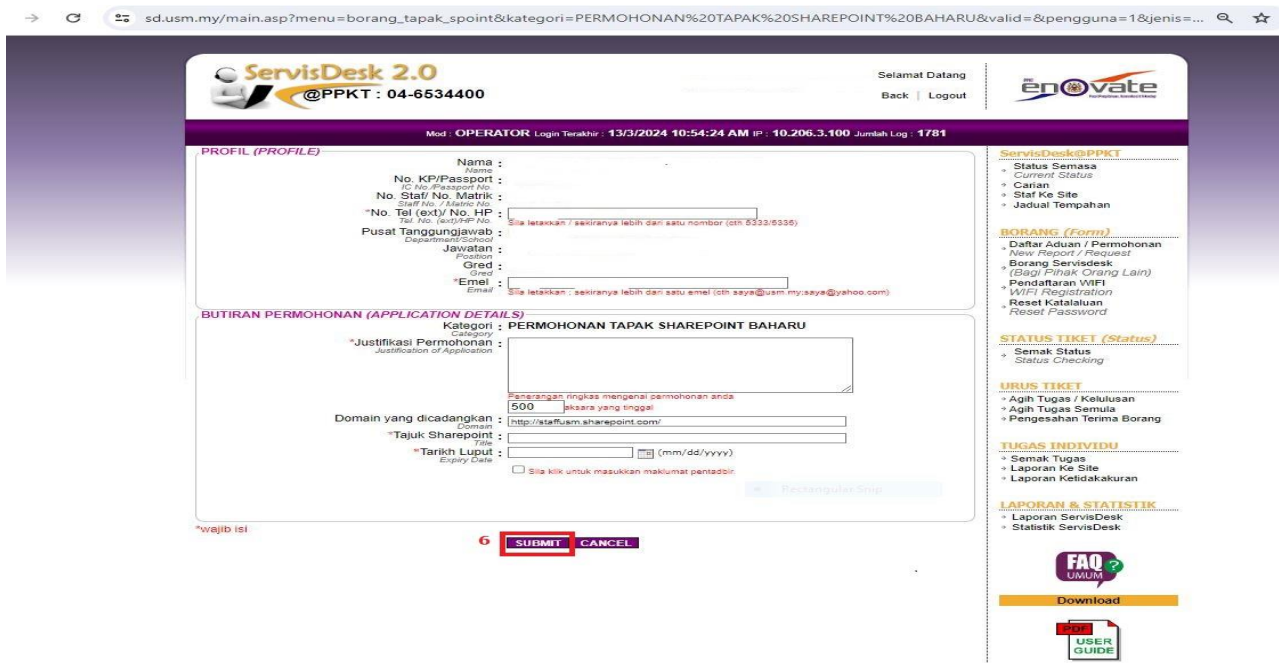 sd.usm.my/main.asp?menu=borang_tapak_spoint&kategori=PERMOHONAN%20TAPAK%20SHAREPOINT%20BAHARU&valid=&pengguna=1&jenis=...
ServisDesk 2.0
@PPKT : 04-6534400
Selamat Datang
Back | Logout
enovate
Mod : OPERATOR Login Terakhir : 13/3/2024 10:54:24 AM IP : 10.206.3.100 Jumlah Log : 1781
PROFIL (PROFILE)
Nama :
Name
No. KP/Passport :
IC No./Passport No.
No. Staf/ No. Matrik :
Staff No. / Matric No.
*No. Tel (ext)/ No. HP :
Tel. No. (ext)/HP No.
Sila letakkan / sekiranya lebih dari satu nombor (cth 5333/5335)
Pusat Tanggungjawab :
Department/School
Jawatan :
Position
Gred :
Gred
*Emel :
Email
Sila letakkan ; sekiranya lebih dari satu emel (cth saya@usm.my;saya@yahoo.com)
BUTIRAN PERMOHONAN (APPLICATION DETAILS)
Kategori : PERMOHONAN TAPAK SHAREPOINT BAHARU
Category
*Justifikasi Permohonan :
Justification of Application
Penerangan ringkas mengenai permohonan anda
500 aksara yang tinggal
Domain yang dicadangkan : http://staffusm.sharepoint.com/
Domain
*Tajuk Sharepoint :
Title
*Tarikh Luput : (mm/dd/yyyy)
Expiry Date
Sila klik untuk masukkan maklumat pentadbir.
Rectangular Snip
*wajib isi
6 SUBMIT CANCEL
ServisDesk@PPKT
Status Semasa
Current Status
Carian
Staf Ke Site
Jadual Tempahan
BORANG (Form)
Daftar Aduan / Permohonan
New Report / Request
Borang Servisdesk
(Bagi Pihak Orang Lain)
Pendaftaran WIFI
WIFI Registration
Reset Katalaluan
Reset Password
STATUS TIKET (Status)
Semak Status
Status Checking
URUS TIKET
Agih Tugas / Kelulusan
Agih Tugas Semula
Pengesahan Terima Borang
TUGAS INDIVIDU
Semak Tugas
Laporan Ke Site
Laporan Ketidakakuran
LAPORAN & STATISTIK
Laporan ServisDesk
Statistik ServisDesk
FAQ ?
UMUM
Download
PDF
USER
GUIDE